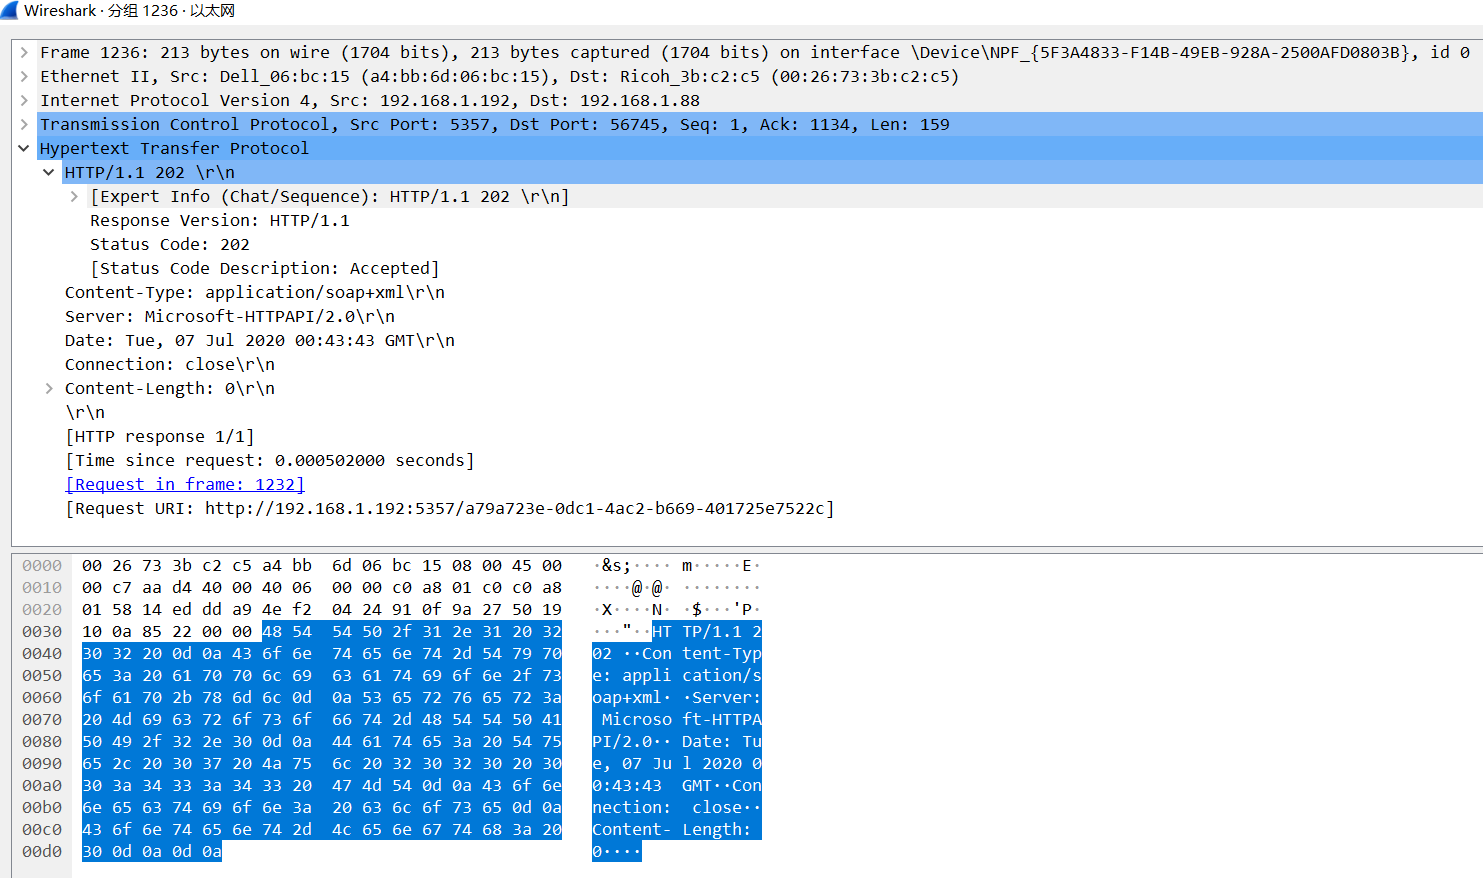 Wireshark · 分组 1236 · 以太网
Frame 1236: 213 bytes on wire (1704 bits), 213 bytes captured (1704 bits) on interface \Device\NPF_{5F3A4833-F14B-49EB-928A-2500AFD0803B}, id 0
Ethernet II, Src: Dell_06:bc:15 (a4:bb:6d:06:bc:15), Dst: Ricoh_3b:c2:c5 (00:26:73:3b:c2:c5)
Internet Protocol Version 4, Src: 192.168.1.192, Dst: 192.168.1.88
Transmission Control Protocol, Src Port: 5357, Dst Port: 56745, Seq: 1, Ack: 1134, Len: 159
Hypertext Transfer Protocol
HTTP/1.1 202 \r\n
[Expert Info (Chat/Sequence): HTTP/1.1 202 \r\n]
Response Version: HTTP/1.1
Status Code: 202
[Status Code Description: Accepted]
Content-Type: application/soap+xml\r\n
Server: Microsoft-HTTPAPI/2.0\r\n
Date: Tue, 07 Jul 2020 00:43:43 GMT\r\n
Connection: close\r\n
Content-Length: 0\r\n
\r\n
[HTTP response 1/1]
[Time since request: 0.000502000 seconds]
[Request in frame: 1232]
[Request URI: http://192.168.1.192:5357/a79a723e-0dc1-4ac2-b669-401725e7522c]
0000 00 26 73 3b c2 c5 a4 bb 6d 06 bc 15 08 00 45 00 ·&s;···· m·····E·
0010 00 c7 aa d4 40 00 40 06 00 00 c0 a8 01 c0 c0 a8 ····@·@· ········
0020 01 58 14 ed dd a9 4e f2 04 24 91 0f 9a 27 50 19 ·X····N· ·$···'P·
0030 10 0a 85 22 00 00 48 54 54 50 2f 31 2e 31 20 32 ···"··HT TP/1.1 2
0040 30 32 20 0d 0a 43 6f 6e 74 65 6e 74 2d 54 79 70 02 ··Con tent-Typ
0050 65 3a 20 61 70 70 6c 69 63 61 74 69 6f 6e 2f 73 e: appli cation/s
0060 6f 61 70 2b 78 6d 6c 0d 0a 53 65 72 76 65 72 3a oap+xml· ·Server:
0070 20 4d 69 63 72 6f 73 6f 66 74 2d 48 54 54 50 41 Microso ft-HTTPA
0080 50 49 2f 32 2e 30 0d 0a 44 61 74 65 3a 20 54 75 PI/2.0·· Date: Tu
0090 65 2c 20 30 37 20 4a 75 6c 20 32 30 32 30 20 30 e, 07 Ju l 2020 0
00a0 30 3a 34 33 3a 34 33 20 47 4d 54 0d 0a 43 6f 6e 0:43:43 GMT··Con
00b0 6e 65 63 74 69 6f 6e 3a 20 63 6c 6f 73 65 0d 0a nection: close··
00c0 43 6f 6e 74 65 6e 74 2d 4c 65 6e 67 74 68 3a 20 Content- Length:
00d0 30 0d 0a 0d 0a 0····